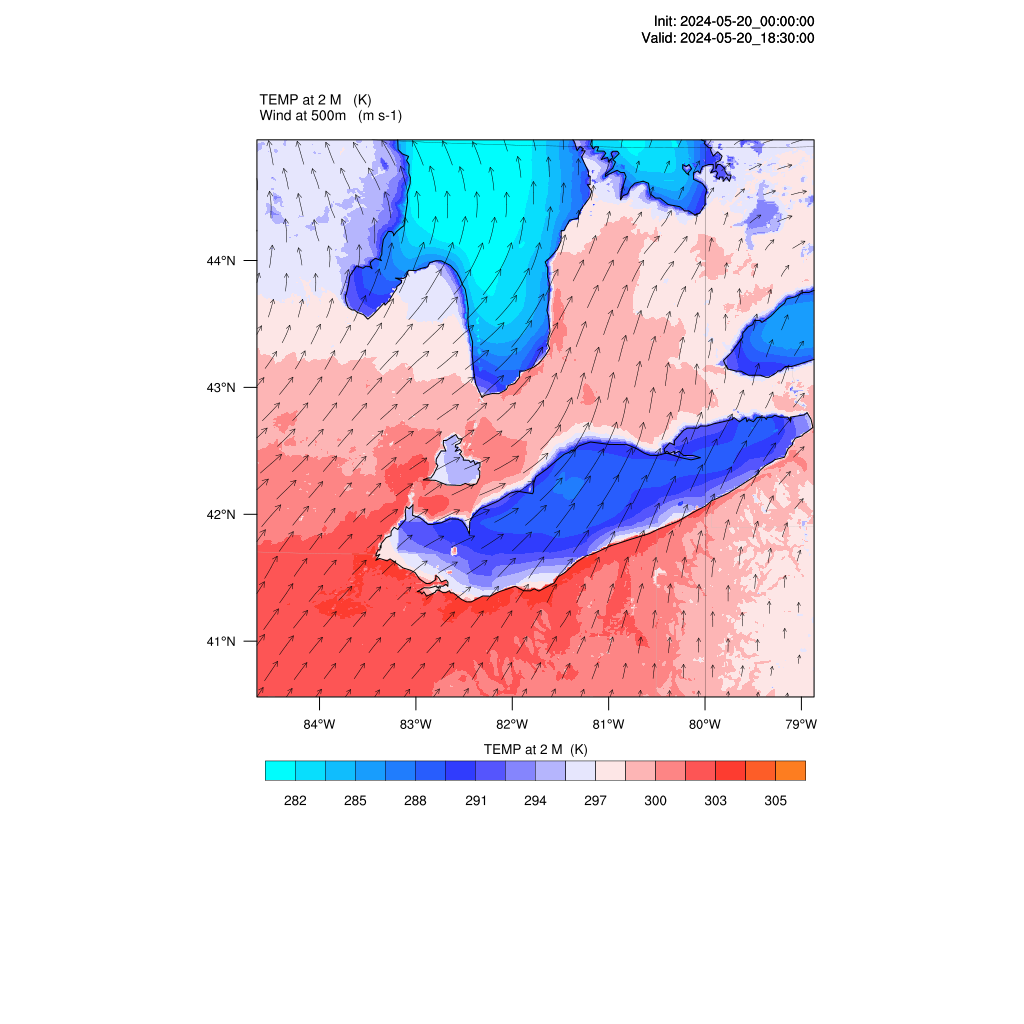 Init: 2024-05-20_00:00:00
Valid: 2024-05-20_18:30:00
TEMP at 2 M (K)
Wind at 500m (m s-1)
44°N
43°N
42°N
41°N
84°W 83°W 82°W 81°W 80°W 79°W
TEMP at 2 M (K)
282 285 288 291 294 297 300 303 305